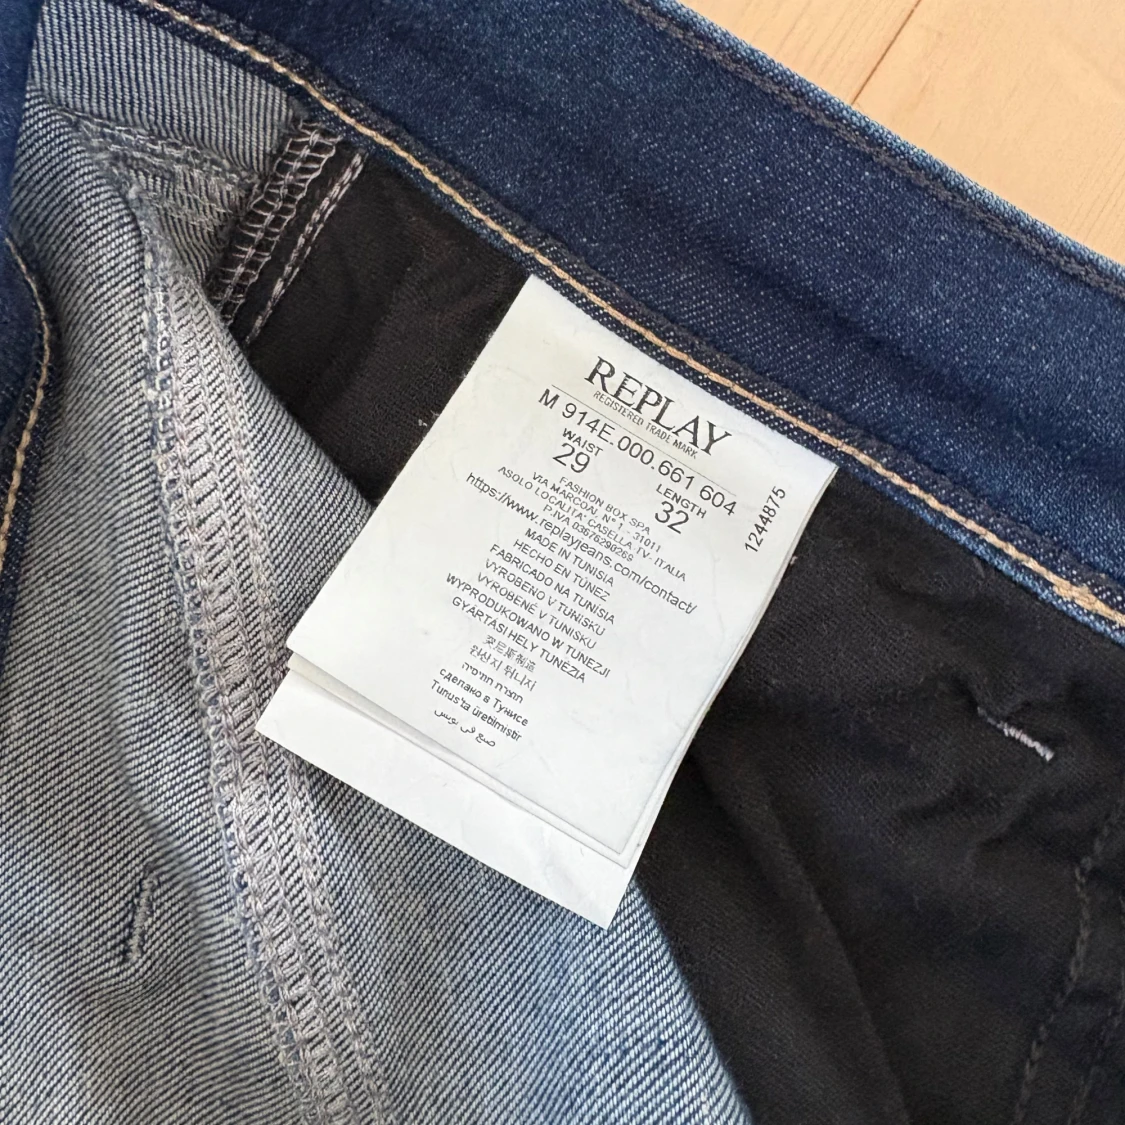 REPLAY
REGISTERED TRADE MARK
M 914E.000.661 604
WAIST LENGTH
29 32
FASHION BOX SPA
VIA MARCONI, N° 1 - 31011
ASOLO LOCALITA' CASELLA, TV- ITALIA
P.IVA 03676290269
https://www.replayjeans.com/contact/
MADE IN TUNISIA
HECHO EN TÚNEZ
FABRICADO NA TUNÍSIA
VYROBENO V TUNISKU
VYROBENÉ V TUNISKU
WYPRODUKOWANO W TUNEZJI
GYÁRTÁSI HELY TUNÉZIA
突尼斯制造
원산지 튀니지
сделано в Тунисе
Tunus'ta üretilmiştir
صنع في تونس
1244875